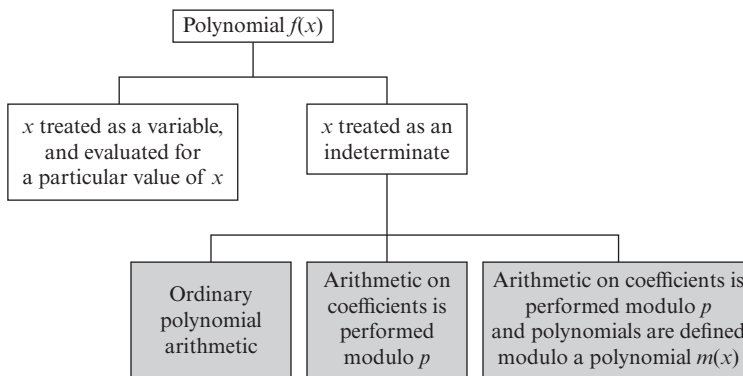 Polynomial f(x)
x treated as a variable,
and evaluated for
a particular value of x
x treated as an
indeterminate
Ordinary
polynomial
arithmetic
Arithmetic on
coefficients is
performed
modulo p
Arithmetic on coefficients is
performed modulo p
and polynomials are defined
modulo a polynomial m(x)